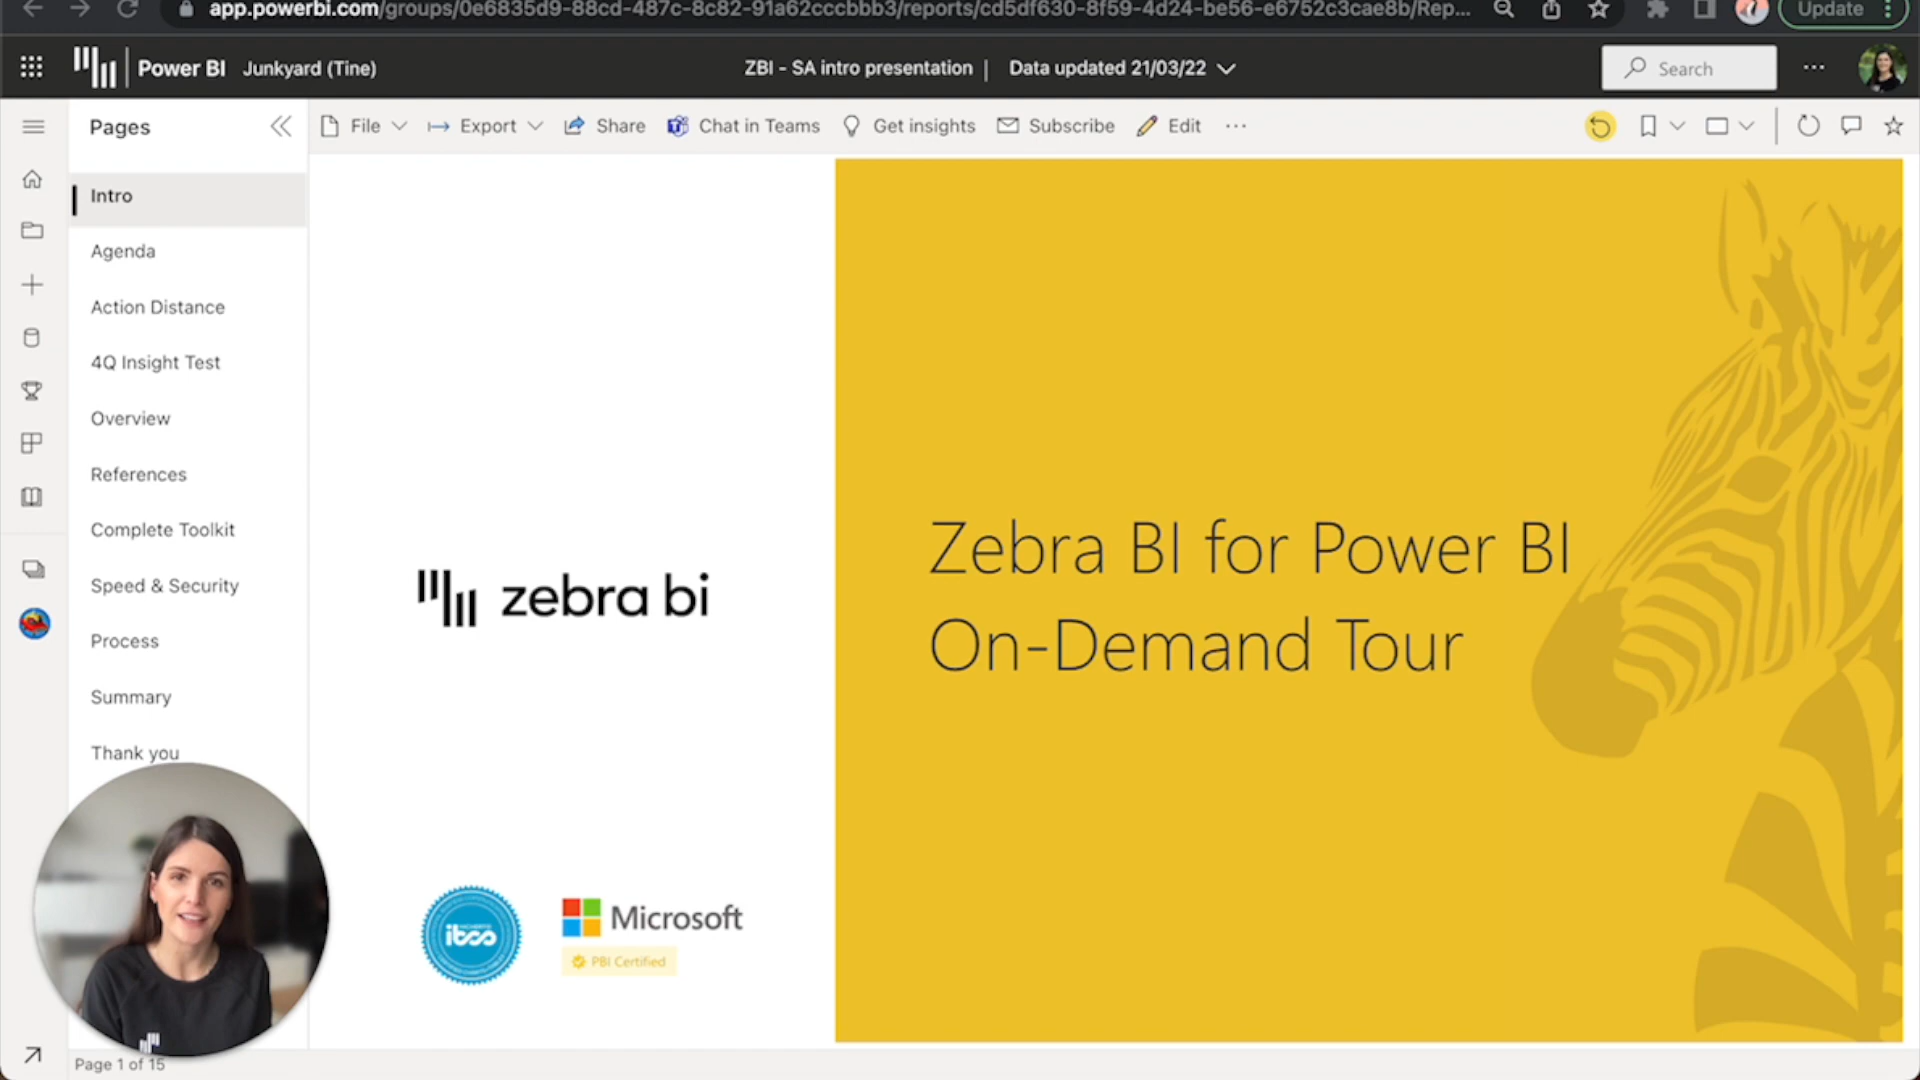 app.powerbi.com/groups/0e6835d9-88cd-487c-8c82-91a62cccbbb3/reports/cd5df630-8f59-4d24-be56-e6752c3cae8b/Rep...
Update
Power BI
Junkyard (Tine)
ZBI - SA intro presentation | Data updated 21/03/22
Search
Pages
File
Export
Share
Chat in Teams
Get insights
Subscribe
Edit
Intro
Agenda
Action Distance
4Q Insight Test
Overview
References
Complete Toolkit
Speed & Security
Process
Summary
Thank you
Page 1 of 15
zebra bi
Microsoft
PBI Certified
Zebra BI for Power BI
On-Demand Tour